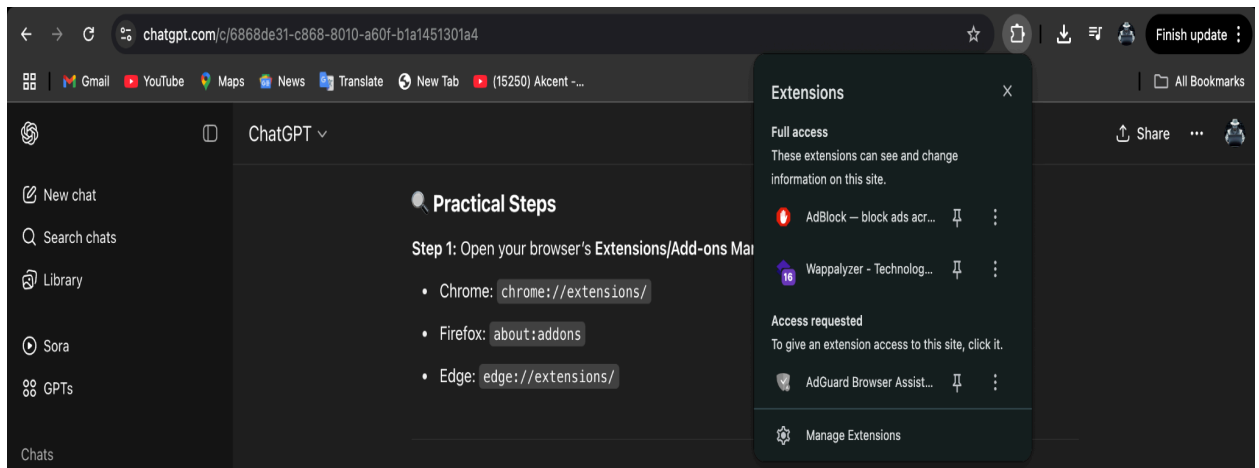 chatgpt.com/c/6868de31-c868-8010-a60f-b1a1451301a4
Finish update
Gmail
YouTube
Maps
News
Translate
New Tab
(15250) Akcent -...
All Bookmarks
ChatGPT
Share
New chat
Search chats
Library
Sora
GPTs
Chats
Practical Steps
Step 1: Open your browser's Extensions/Add-ons Mar
• Chrome: chrome://extensions/
• Firefox: about:addons
• Edge: edge://extensions/
Extensions
Full access
These extensions can see and change
information on this site.
AdBlock — block ads acr...
16
Wappalyzer - Technolog...
Access requested
To give an extension access to this site, click it.
AdGuard Browser Assist...
Manage Extensions